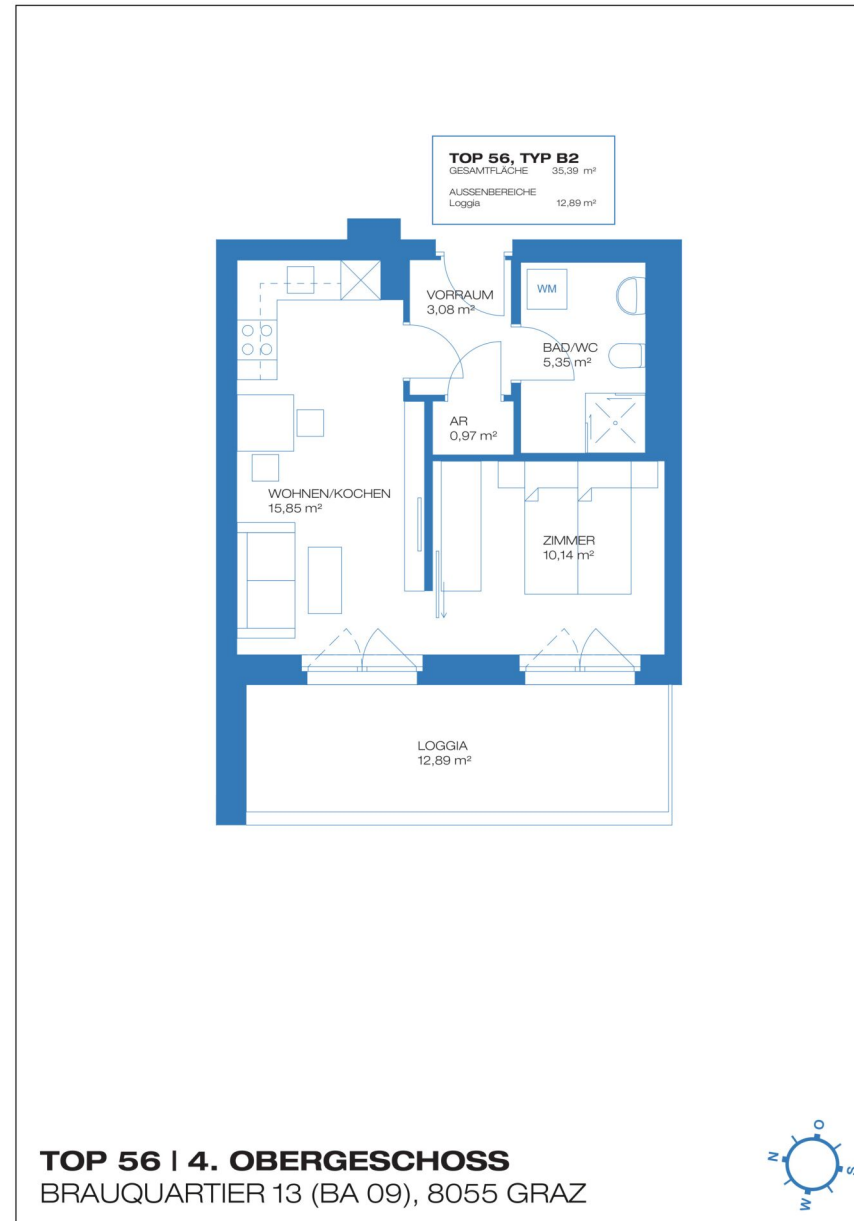 TOP 56, TYP B2
GESAMTFLÄCHE 35,39 m²
AUSSENBEREICHE
Loggia 12,89 m²
VORRAUM
3,08 m²
WM
BAD/WC
5,35 m²
AR
0,97 m²
WOHNEN/KOCHEN
15,85 m²
ZIMMER
10,14 m²
LOGGIA
12,89 m²
TOP 56 | 4. OBERGESCHOSS
BRAUQUARTIER 13 (BA 09), 8055 GRAZ
O
N
S
W